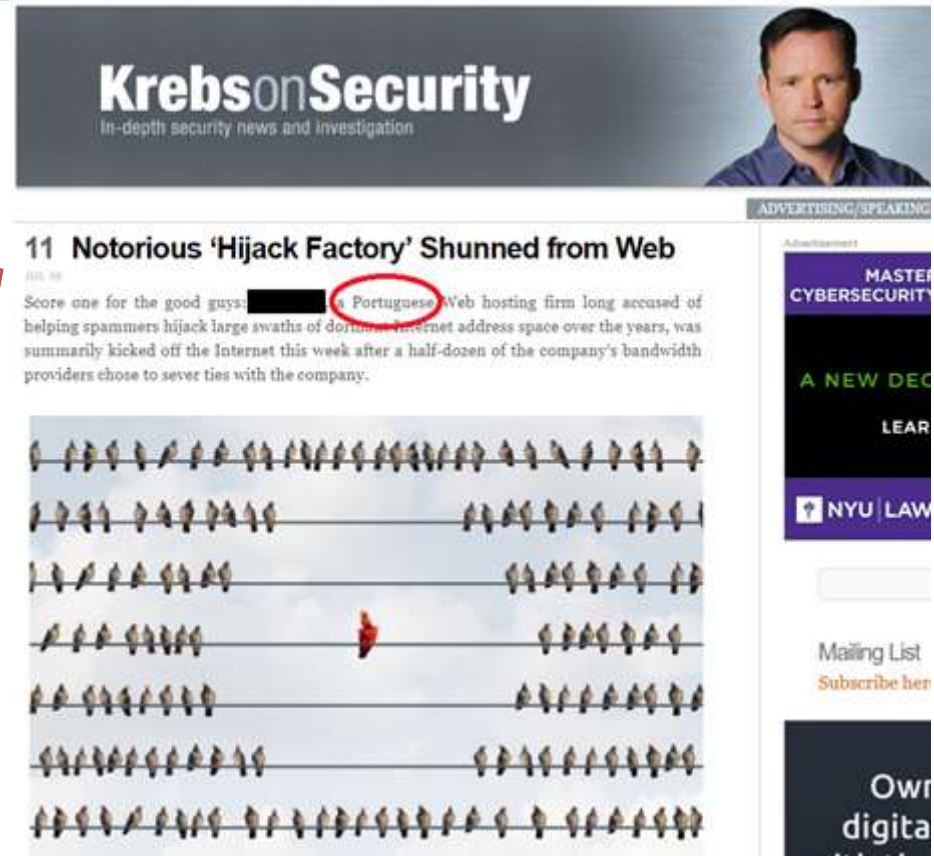 KrebsonSecurity
In-depth security news and investigation
ADVERTISING/SPEAKING
11 Notorious ‘Hijack Factory’ Shunned from Web
Score one for the good guys: a Portuguese Web hosting firm long accused of
helping spammers hijack large swaths of dormant Internet address space over the years, was
summarily kicked off the Internet this week after a half-dozen of the company's bandwidth
providers chose to sever ties with the company.
Advertisement
MASTER
CYBERSECURITY
A NEW DEC
LEAR
NYU LAW
Mailing List
Subscribe her
Own
digita